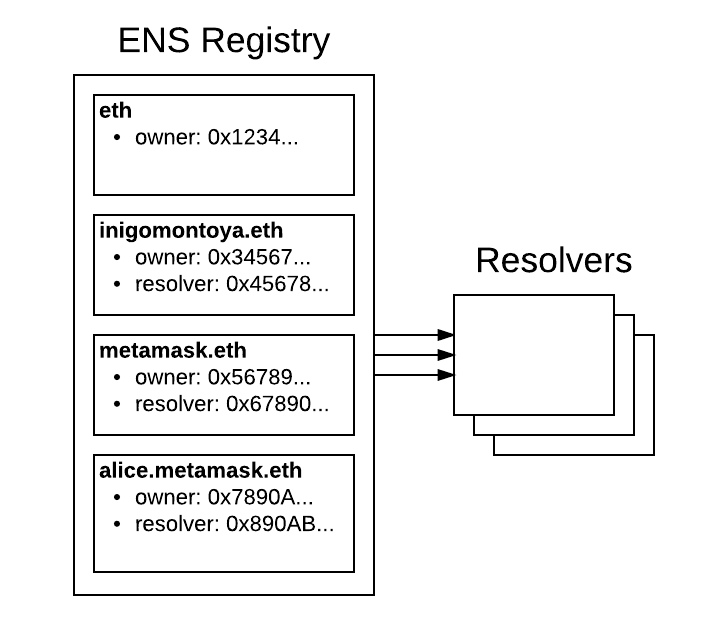 ENS Registry
eth
• owner: 0x1234...
inigomontoya.eth
• owner: 0x34567...
• resolver: 0x45678...
metamask.eth
• owner: 0x56789...
• resolver: 0x67890...
alice.metamask.eth
• owner: 0x7890A...
• resolver: 0x890AB...
Resolvers